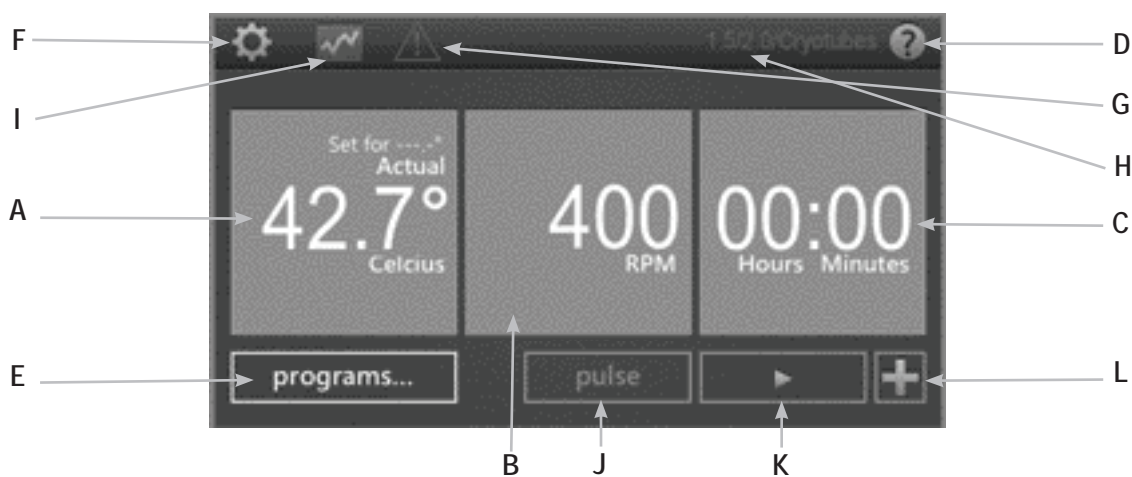 F
I
1.5/2.0 Cryotubes
?
D
G
H
A
Set for ---.-°
Actual
42.7°
Celcius
400
RPM
00:00
Hours Minutes
C
E
programs...
pulse
L
B
J
K